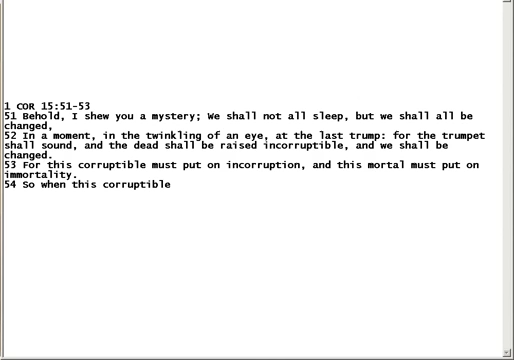 1 COR 15:51-53
51 Behold, I shew you a mystery; We shall not all sleep, but we shall all be
changed,
52 In a moment, in the twinkling of an eye, at the last trump: for the trumpet
shall sound, and the dead shall be raised incorruptible, and we shall be
changed.
53 For this corruptible must put on incorruption, and this mortal must put on
immortality.
54 So when this corruptible